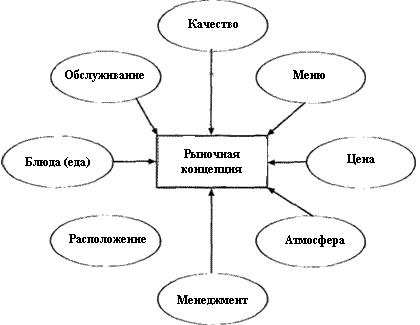 Качество
Обслуживание
Меню
Блюда (еда)
Рыночная
концепция
Цена
Расположение
Атмосфера
Менеджмент